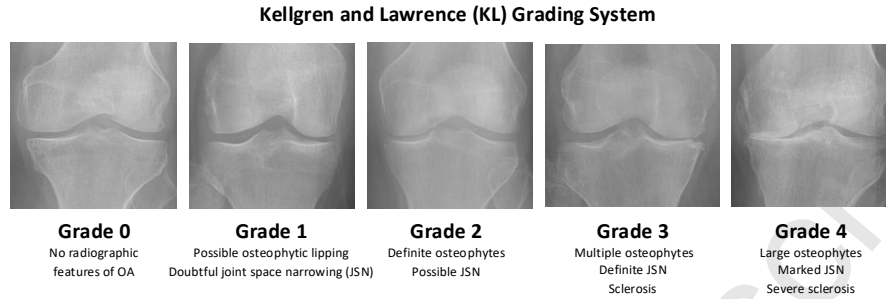 Kellgren and Lawrence (KL) Grading System
Grade 0
No radiographic
features of OA
Grade 1
Possible osteophytic lipping
Doubtful joint space narrowing (JSN)
Grade 2
Definite osteophytes
Possible JSN
Grade 3
Multiple osteophytes
Definite JSN
Sclerosis
Grade 4
Large osteophytes
Marked JSN
Severe sclerosis